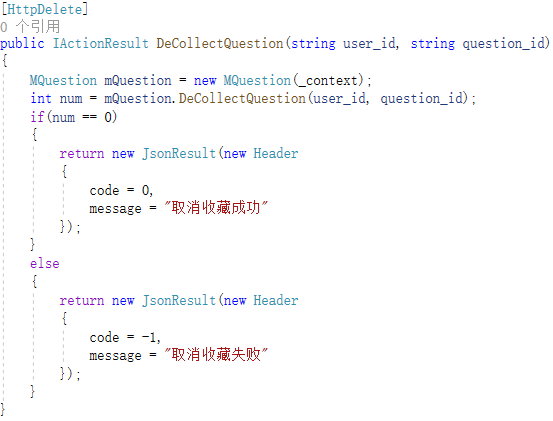 [HttpDelete]
0 个引用
public IActionResult DeCollectQuestion(string user_id, string question_id)
{
    MQuestion mQuestion = new MQuestion(_context);
    int num = mQuestion.DeCollectQuestion(user_id, question_id);
    if(num == 0)
    {
        return new JsonResult(new Header
        {
            code = 0,
            message = "取消收藏成功"
        });
    }
    else
    {
        return new JsonResult(new Header
        {
            code = -1,
            message = "取消收藏失败"
        });
    }
}